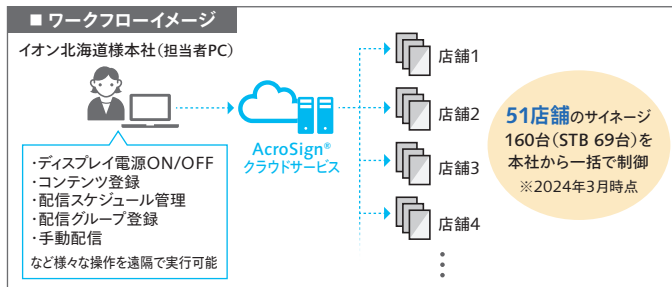 ■ ワークフローイメージ
イオン北海道様本社(担当者PC)
・ディスプレイ電源ON/OFF
・コンテンツ登録
・配信スケジュール管理
・配信グループ登録
・手動配信
など様々な操作を遠隔で実行可能
AcroSign®
クラウドサービス
店舗1
店舗2
店舗3
店舗4
51店舗のサイネージ
160台(STB 69台)を
本社から一括で制御
※2024年3月時点